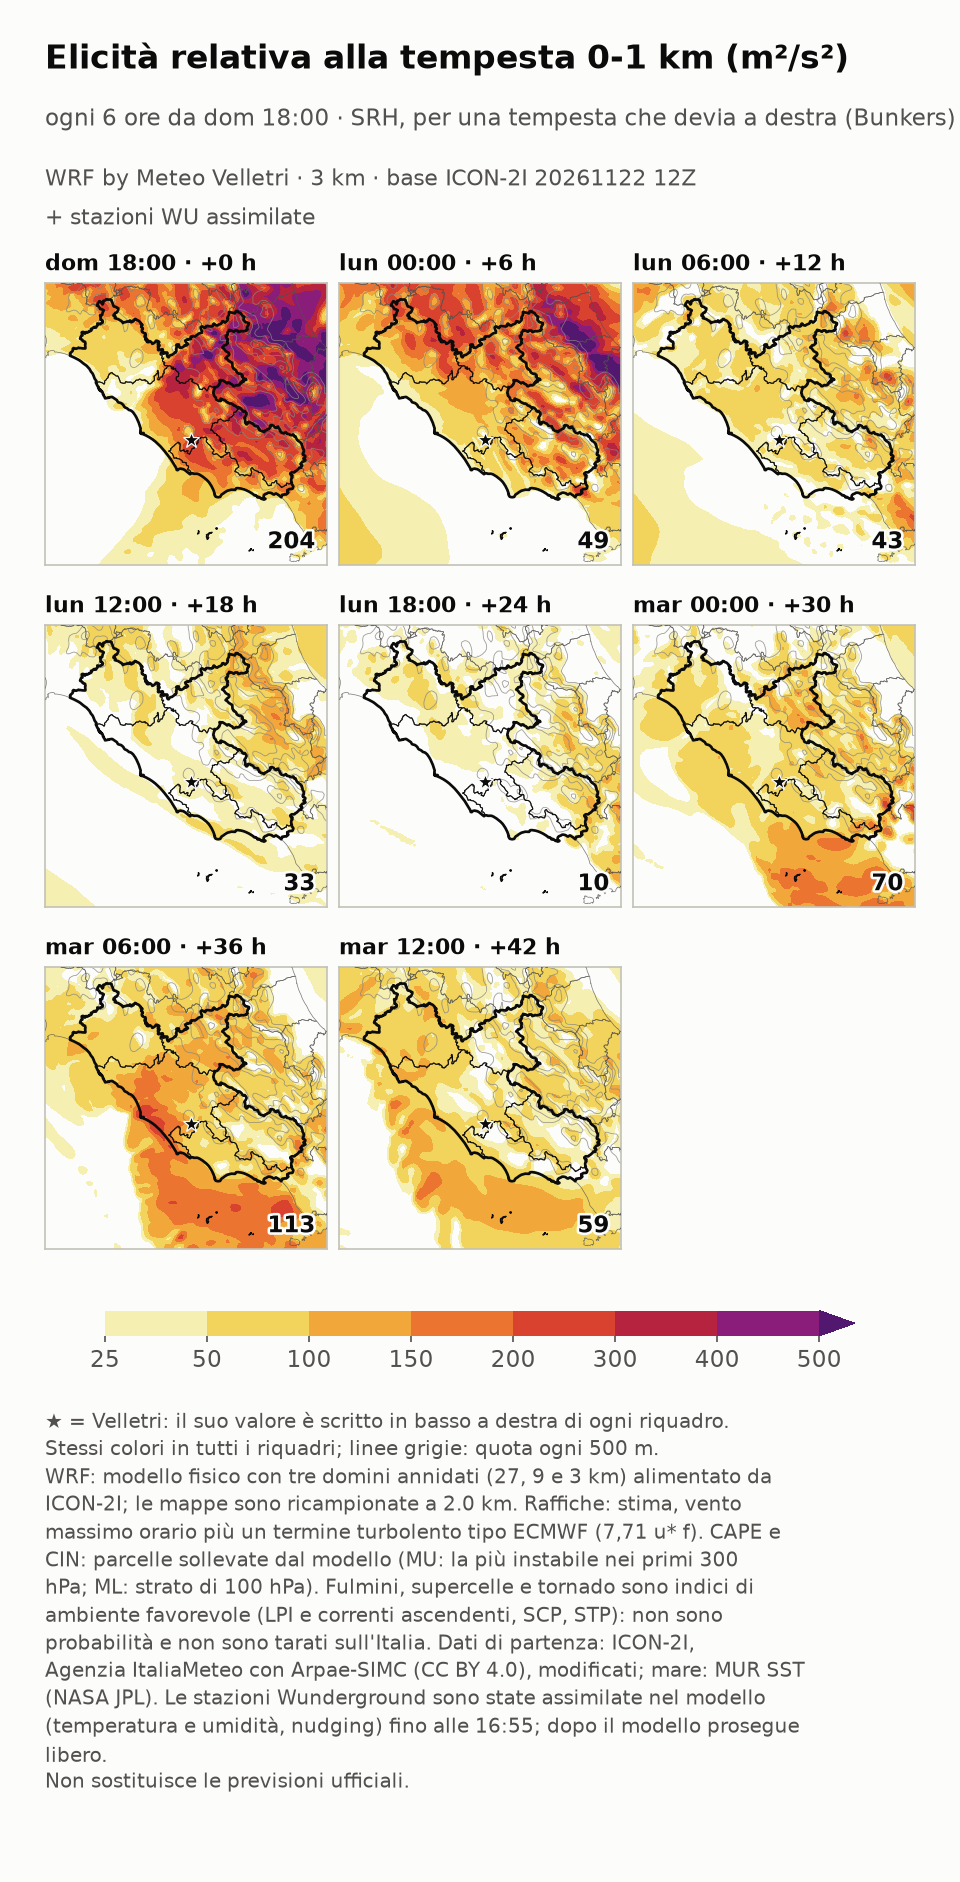 Elicità relativa alla tempesta 0-1 km (m²/s²)
ogni 6 ore da dom 18:00 · SRH, per una tempesta che devia a destra (Bunkers)
WRF by Meteo Velletri · 3 km · base ICON-2I 20261122 12Z
+ stazioni WU assimilate
dom 18:00 · +0 h
lun 00:00 · +6 h
lun 06:00 · +12 h
204
49
43
lun 12:00 · +18 h
lun 18:00 · +24 h
mar 00:00 · +30 h
33
10
70
mar 06:00 · +36 h
mar 12:00 · +42 h
113
59
25 50 100 150 200 300 400 500
★ = Velletri: il suo valore è scritto in basso a destra di ogni riquadro.
Stessi colori in tutti i riquadri; linee grigie: quota ogni 500 m.
WRF: modello fisico con tre domini annidati (27, 9 e 3 km) alimentato da
ICON-2I; le mappe sono ricampionate a 2.0 km. Raffiche: stima, vento
massimo orario più un termine turbolento tipo ECMWF (7,71 u* f). CAPE e
CIN: parcelle sollevate dal modello (MU: la più instabile nei primi 300
hPa; ML: strato di 100 hPa). Fulmini, supercelle e tornado sono indici di
ambiente favorevole (LPI e correnti ascendenti, SCP, STP): non sono
probabilità e non sono tarati sull'Italia. Dati di partenza: ICON-2I,
Agenzia ItaliaMeteo con Arpae-SIMC (CC BY 4.0), modificati; mare: MUR SST
(NASA JPL). Le stazioni Wunderground sono state assimilate nel modello
(temperatura e umidità, nudging) fino alle 16:55; dopo il modello prosegue
libero.
Non sostituisce le previsioni ufficiali.